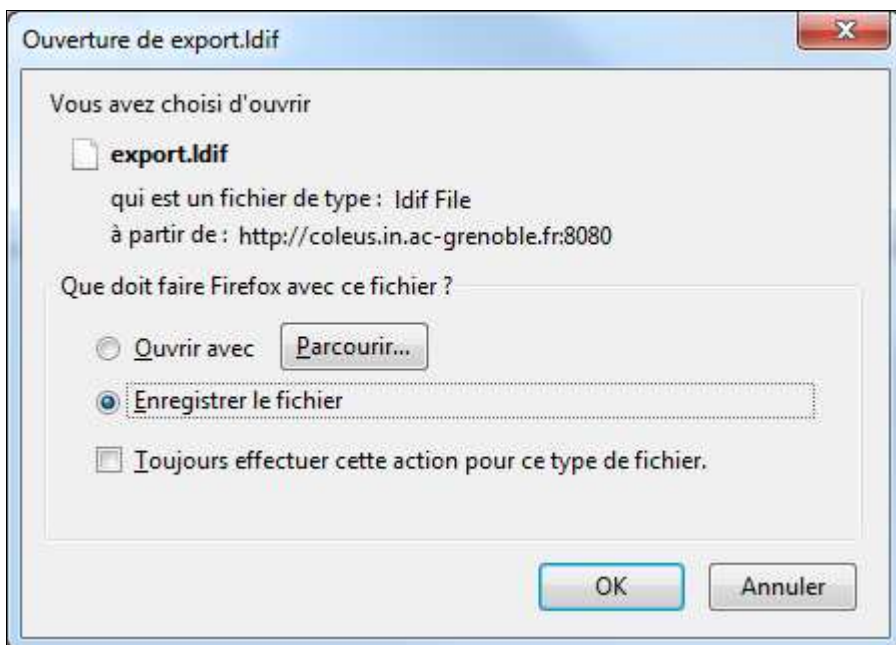 Ouverture de export.ldif
Vous avez choisi d'ouvrir
export.ldif
qui est un fichier de type : ldif File
à partir de : http://coleus.in.ac-grenoble.fr:8080
Que doit faire Firefox avec ce fichier ?
Ouvrir avec Parcourir...
Enregistrer le fichier
Toujours effectuer cette action pour ce type de fichier.
OK Annuler